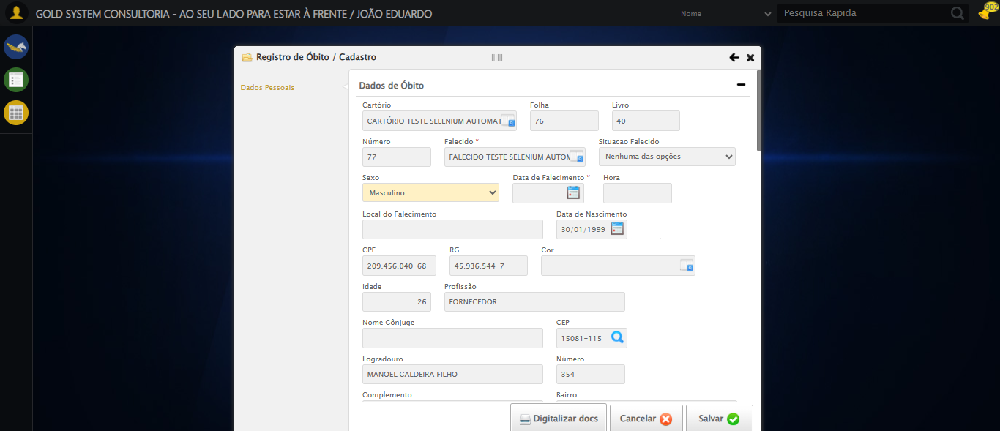 GOLD SYSTEM CONSULTORIA - AO SEU LADO PARA ESTAR À FRENTE / JOÃO EDUARDO
Nome
Pesquisa Rapida
902
Registro de Óbito / Cadastro
Dados Pessoais
Dados de Óbito
Cartório Folha Livro
CARTÓRIO TESTE SELENIUM AUTOMAT 76 40
Número Falecido * Situacao Falecido
77 FALECIDO TESTE SELENIUM AUTOM Nenhuma das opções
Sexo Data de Falecimento * Hora
Masculino
Local do Falecimento Data de Nascimento
30/01/1999
CPF RG Cor
209.456.040-68 45.936.544-7
Idade Profissão
26 FORNECEDOR
Nome Cônjuge CEP
15081-115
Logradouro Número
MANOEL CALDEIRA FILHO 354
Complemento Bairro
Digitalizar docs Cancelar Salvar